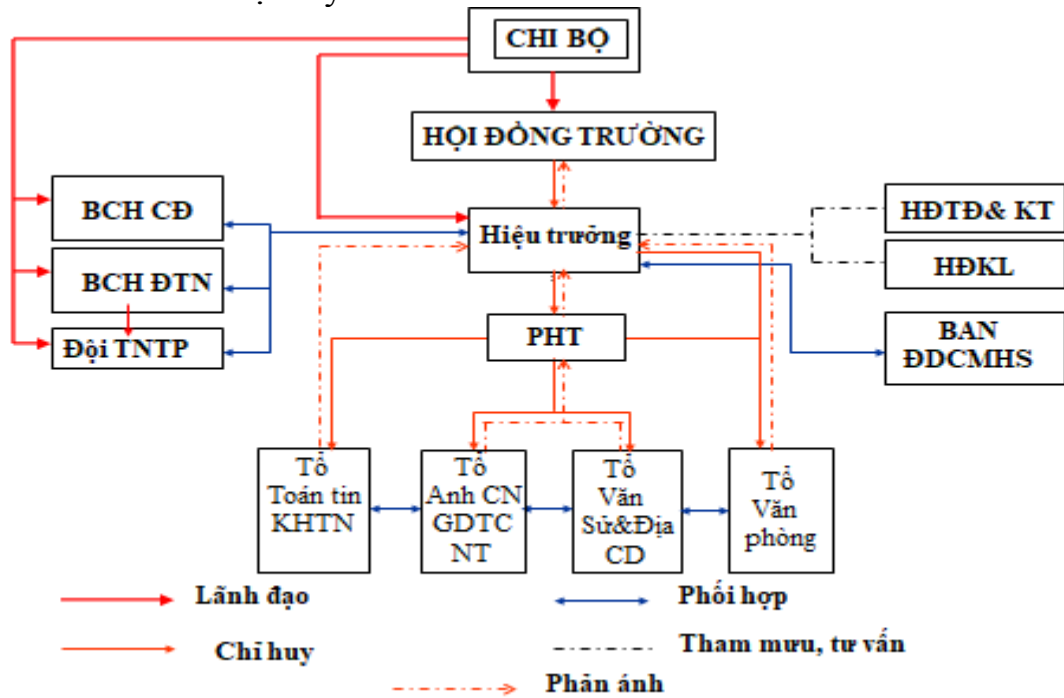 CHI BỘ
HỘI ĐỒNG TRƯỜNG
BCH CĐ
Hiệu trưởng
HĐTĐ& KT
HĐKL
BCH ĐTN
Đội TNTP
PHT
BAN
ĐDCMHS
Tổ
Toán tin
KHTN
Tổ
Anh CN
GDTC
NT
Tổ
Văn
Sử&Địa
CD
Tổ
Văn
phòng
Lãnh đạo
Phối hợp
Chỉ huy
Tham mưu, tư vấn
Phản ánh